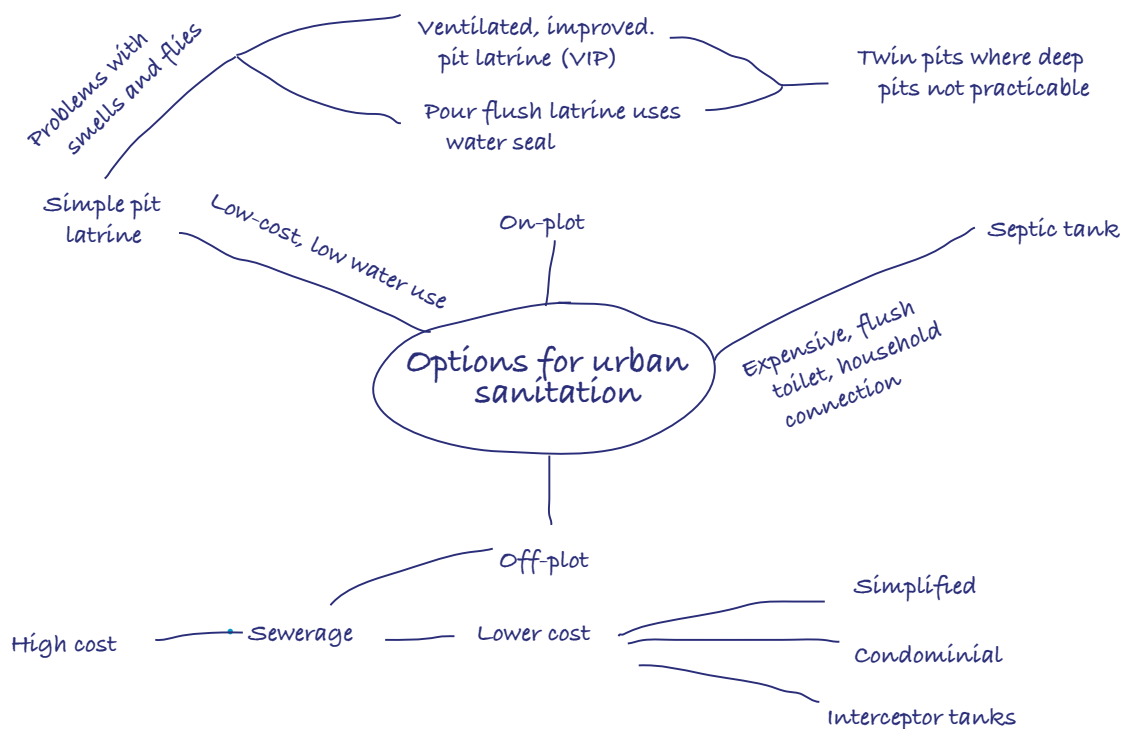 Problems with
smells and flies
Ventilated, improved.
pit latrine (VIP)
Pour flush latrine uses
water seal
Twin pits where deep
pits not practicable
Simple pit
latrine
Low-cost, low water use
On-plot
Septic tank
Expensive, flush
toilet, household
connection
Options for urban
sanitation
Off-plot
High cost
Sewerage
Lower cost
Simplified
Condominial
Interceptor tanks